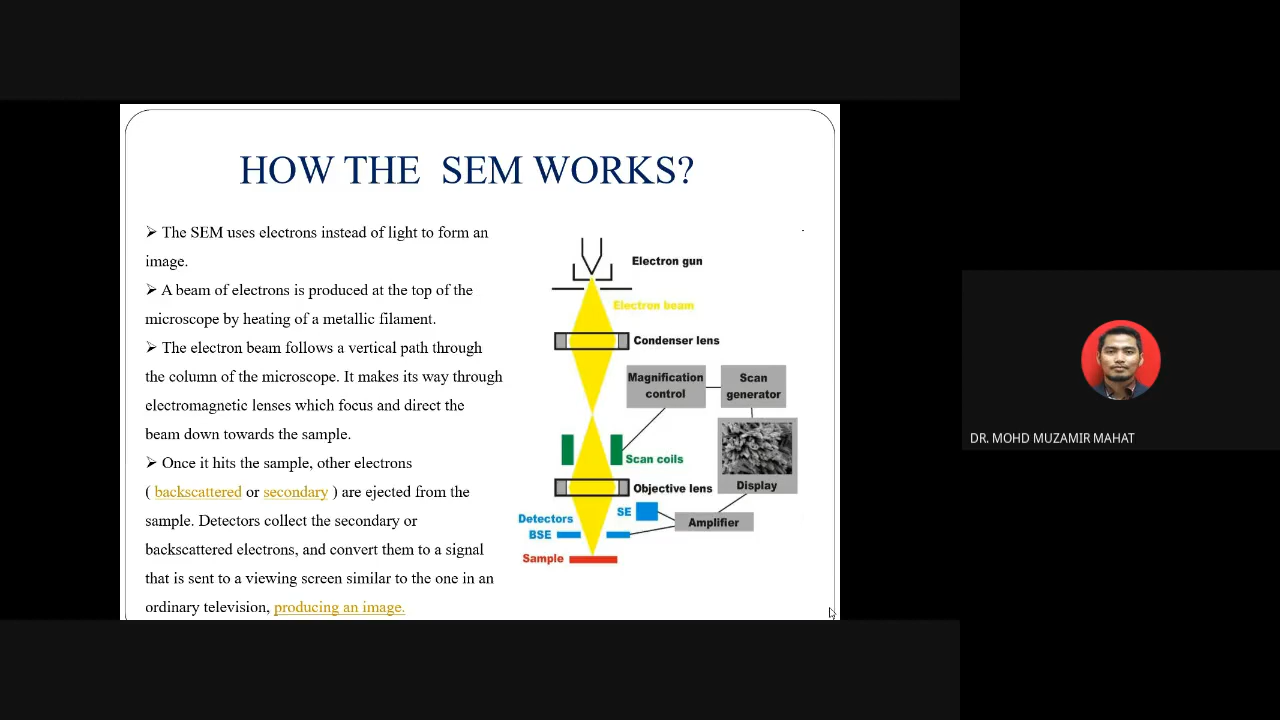 HOW THE SEM WORKS?
➢ The SEM uses electrons instead of light to form an
image.
➢ A beam of electrons is produced at the top of the
microscope by heating of a metallic filament.
➢ The electron beam follows a vertical path through
the column of the microscope. It makes its way through
electromagnetic lenses which focus and direct the
beam down towards the sample.
➢ Once it hits the sample, other electrons
( backscattered or secondary ) are ejected from the
sample. Detectors collect the secondary or
backscattered electrons, and convert them to a signal
that is sent to a viewing screen similar to the one in an
ordinary television, producing an image.
Electron gun
Electron beam
Condenser lens
Magnification
control
Scan
generator
Scan coils
Display
Objective lens
SE
Detectors
Amplifier
BSE
Sample
DR. MOHD MUZAMIR MAHAT